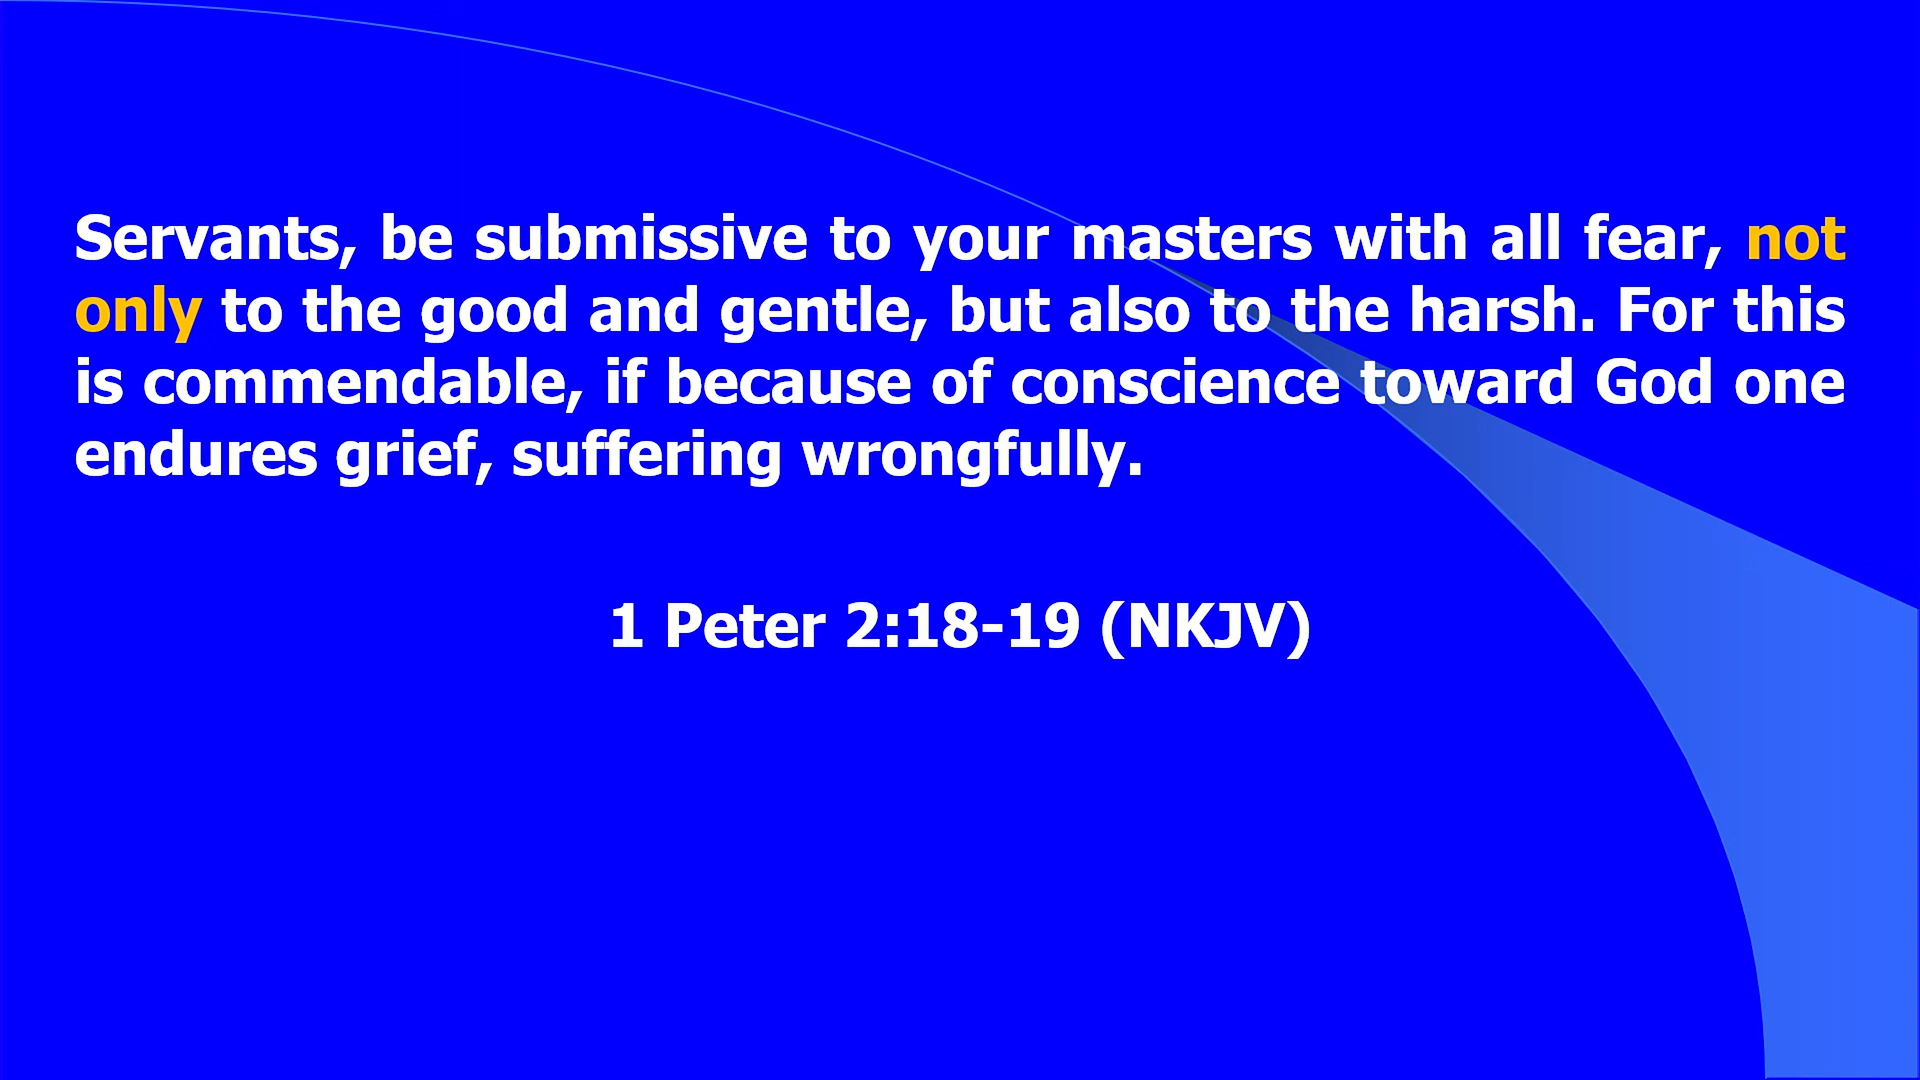 Servants, be submissive to your masters with all fear, not
only to the good and gentle, but also to the harsh. For this
is commendable, if because of conscience toward God one
endures grief, suffering wrongfully.
1 Peter 2:18-19 (NKJV)